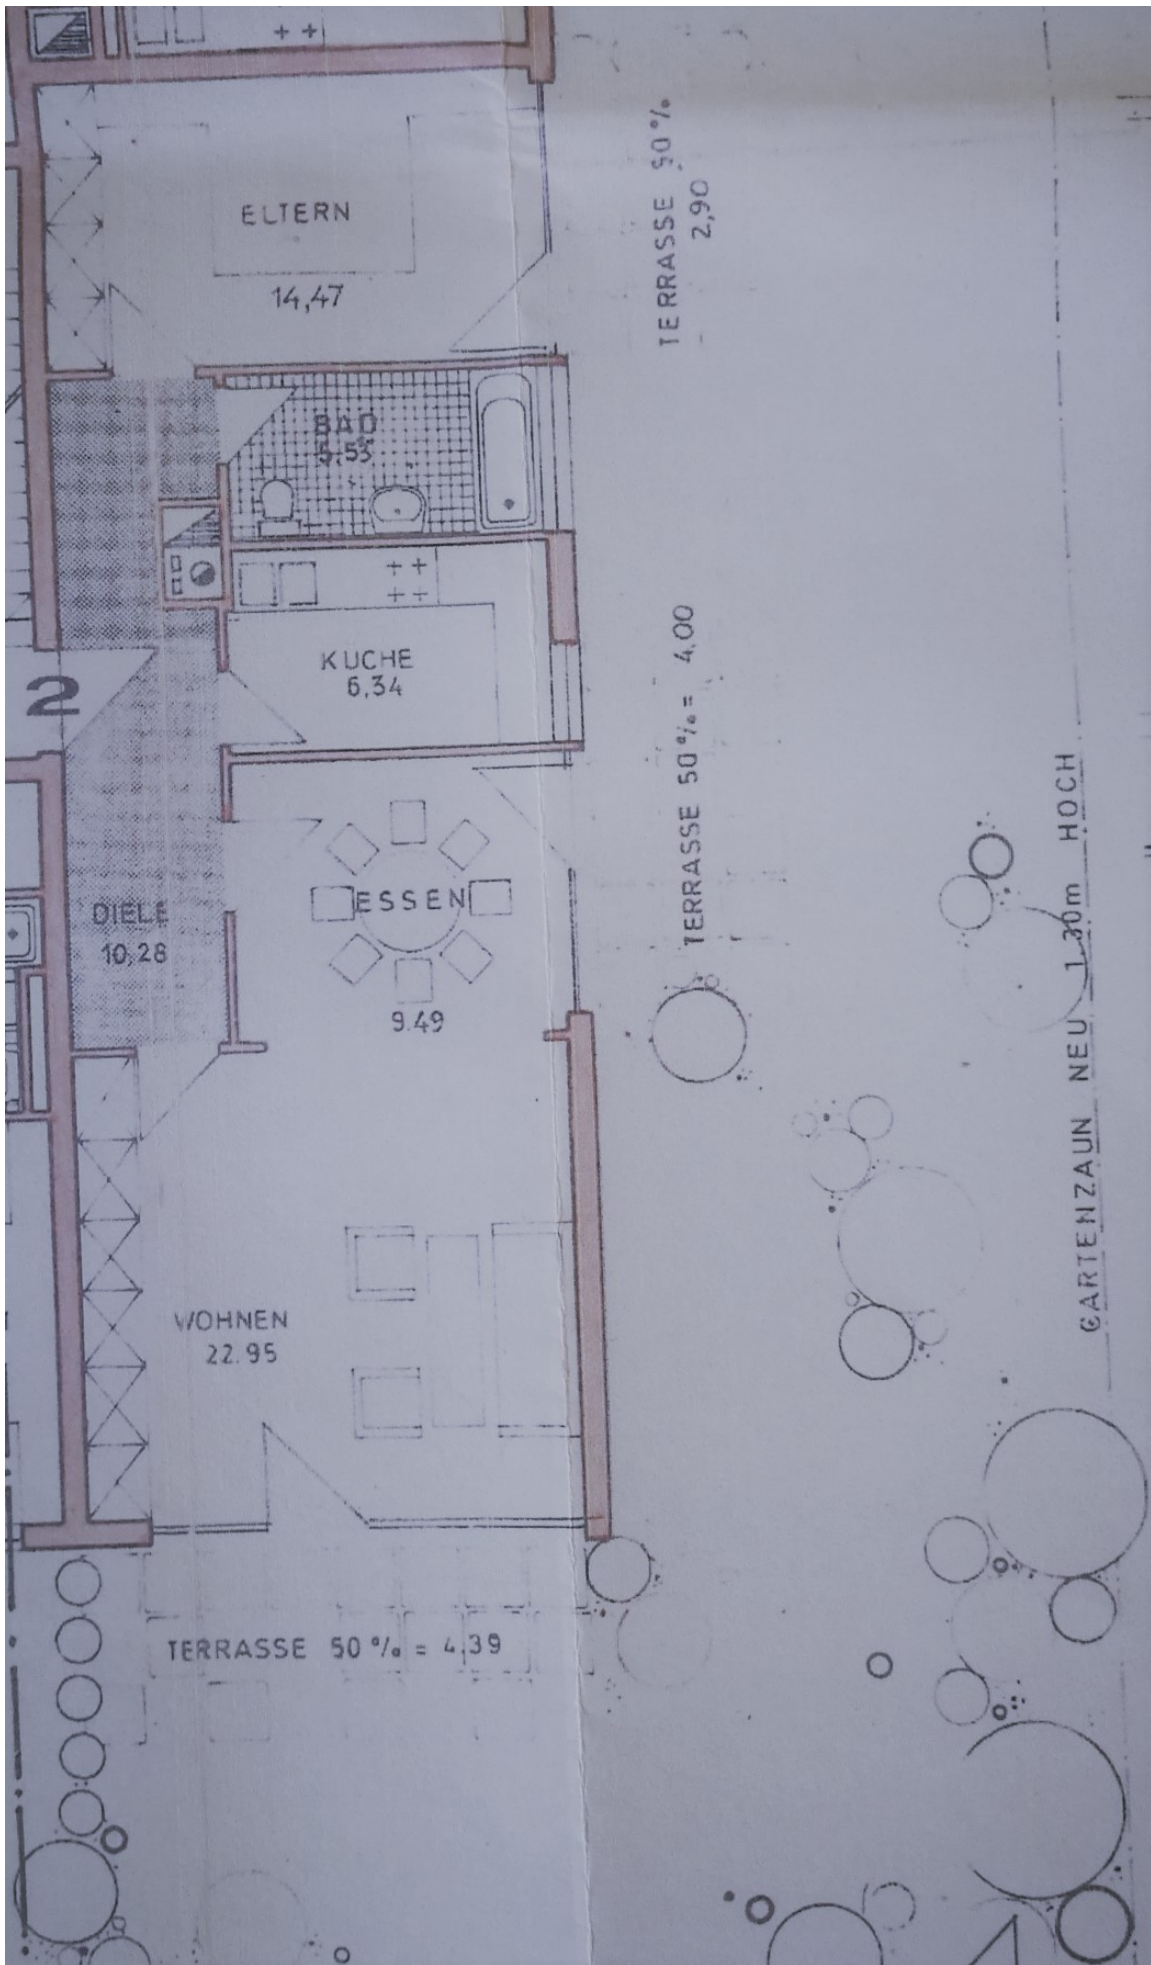 ELTERN
14,47
TERRASSE 50%
2,90
BAD
5,53
KUCHE
6,34
2
TERRASSE 50% = 4.00
ESSEN
9.49
DIELE
10,28
GARTENZAUN NEU 1.30m HOCH
WOHNEN
22.95
TERRASSE 50% = 4,39